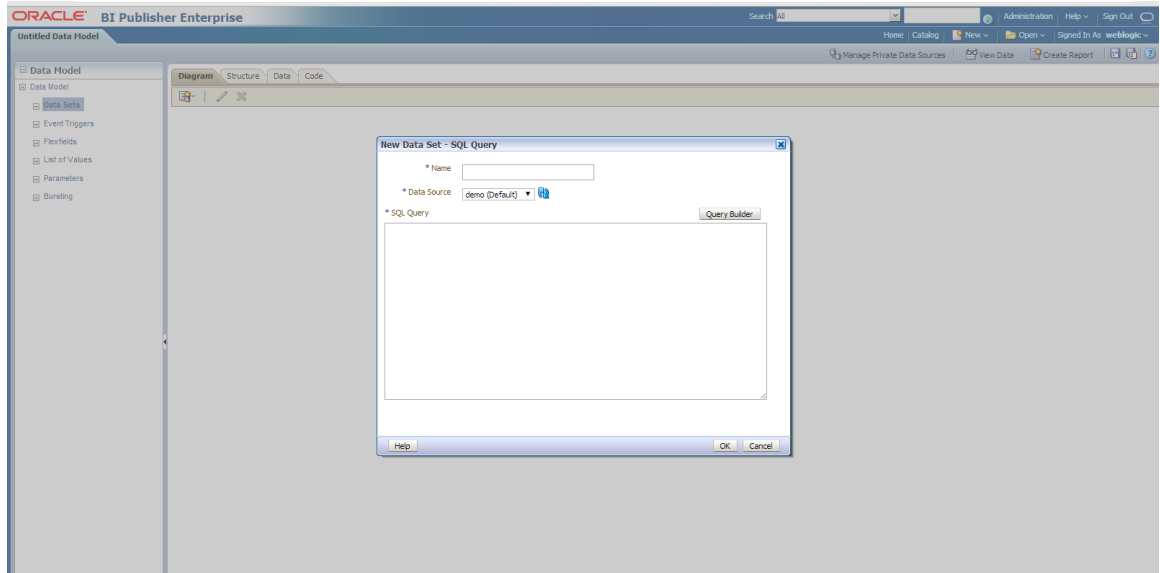 ORACLE BI Publisher Enterprise Search All Administration Help Sign Out
Untitled Data Model Home Catalog New Open Signed In As weblogic
Manage Private Data Sources View Data Create Report
Data Model
Diagram Structure Data Code
Data Model
Data Sets
Event Triggers
Flexfields
List of Values
Parameters
Bursting
New Data Set - SQL Query
* Name
* Data Source demo (Default)
* SQL Query Query Builder
Help OK Cancel